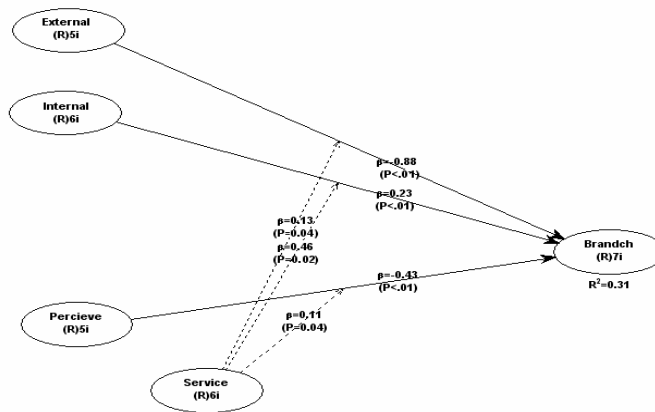 External
(R)5i
Internal
(R)6i
β=-0.88
(P<.01)
β=0.23
(P<.01)
β=0.13
(P=0.04)
β=0.46
(P=0.02)
Brandch
(R)7i
R²=0.31
β=-0.43
(P<.01)
Percieve
(R)5i
β=0.11
(P=0.04)
Service
(R)6i